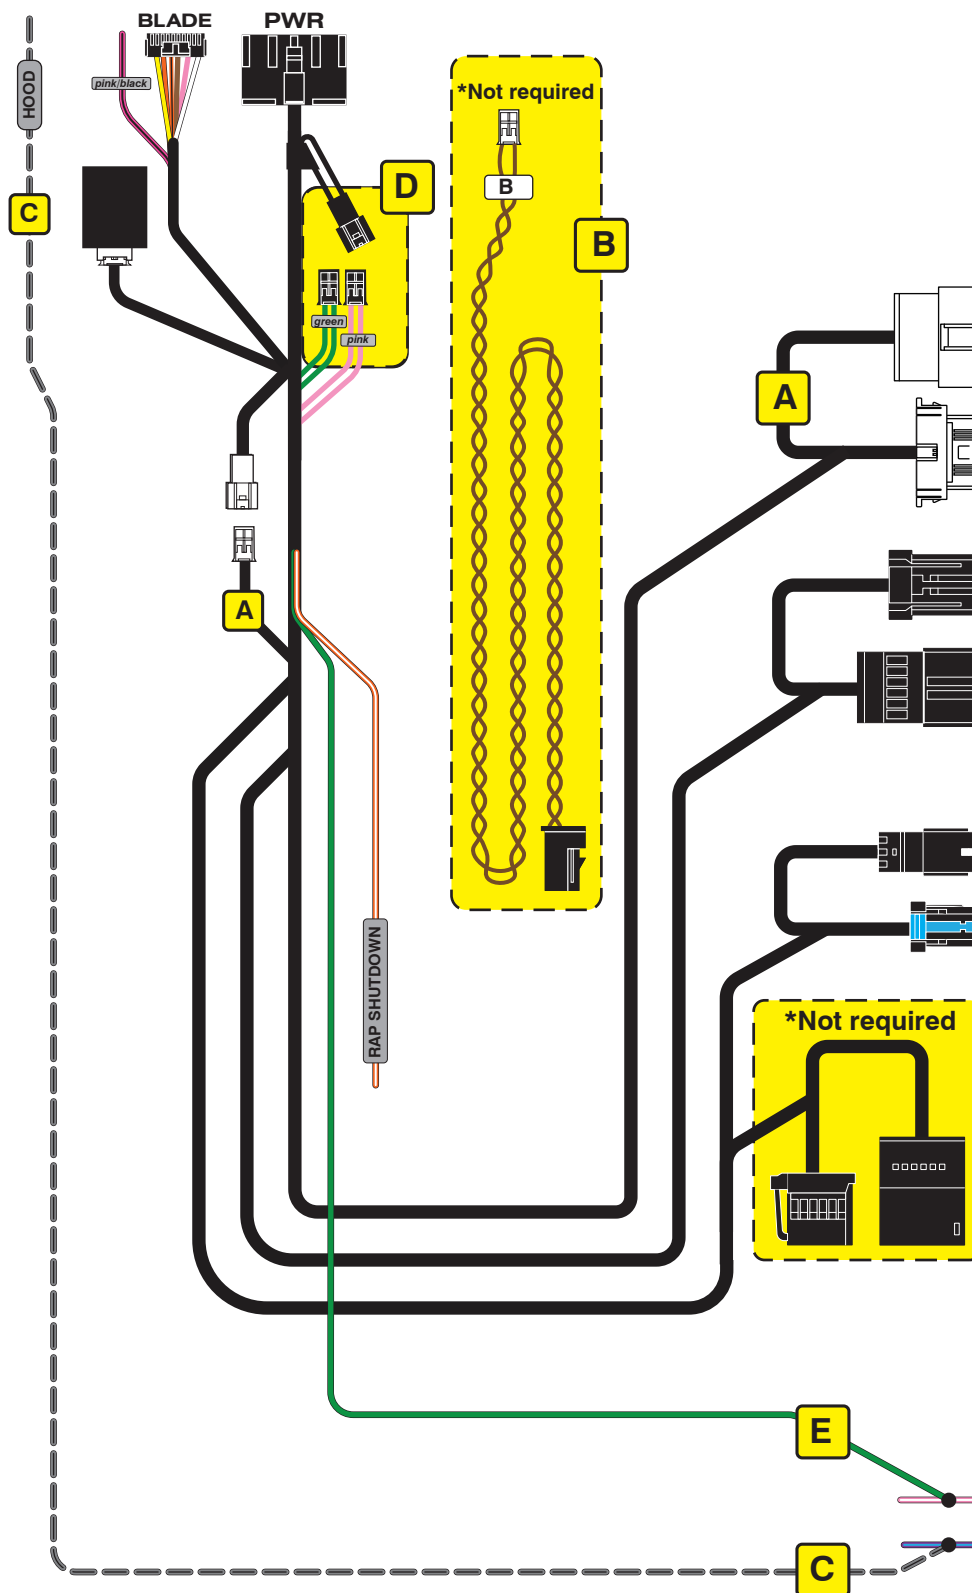 BLADE
PWR
HOOD
pink/black
*Not required
B
D
C
B
green
pink
A
A
RAP SHUTDOWN
*Not required
E
C